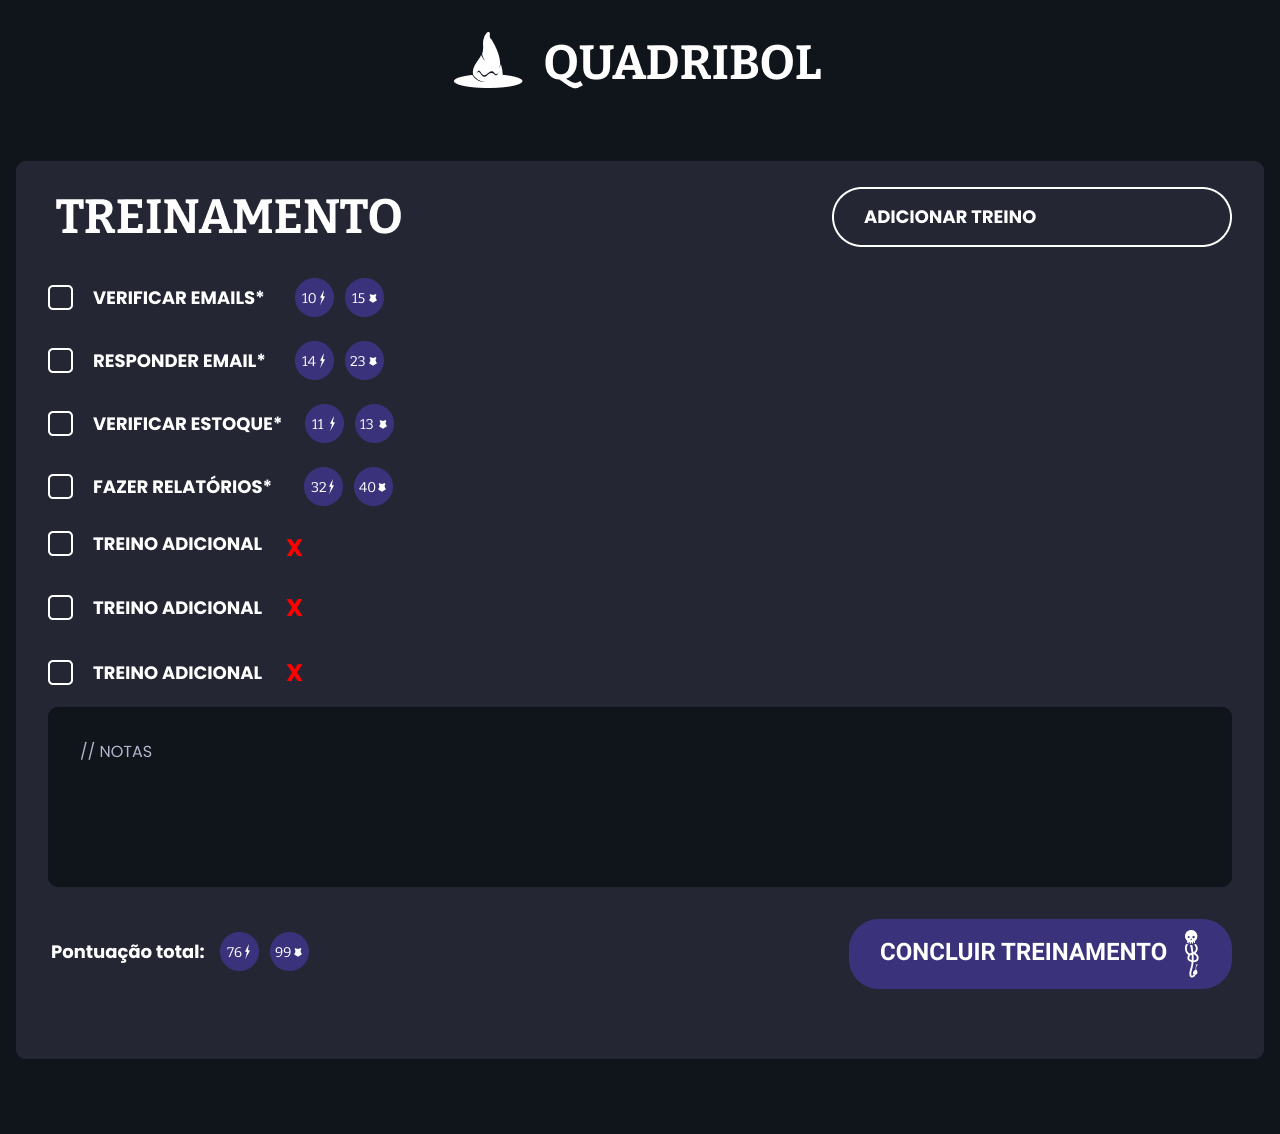 QUADRIBOL
TREINAMENTO
ADICIONAR TREINO
VERIFICAR EMAILS* 10 15
RESPONDER EMAIL* 14 23
VERIFICAR ESTOQUE* 11 13
FAZER RELATÓRIOS* 32 40
TREINO ADICIONAL X
TREINO ADICIONAL X
TREINO ADICIONAL X
// NOTAS
Pontuação total: 76 99
CONCLUIR TREINAMENTO